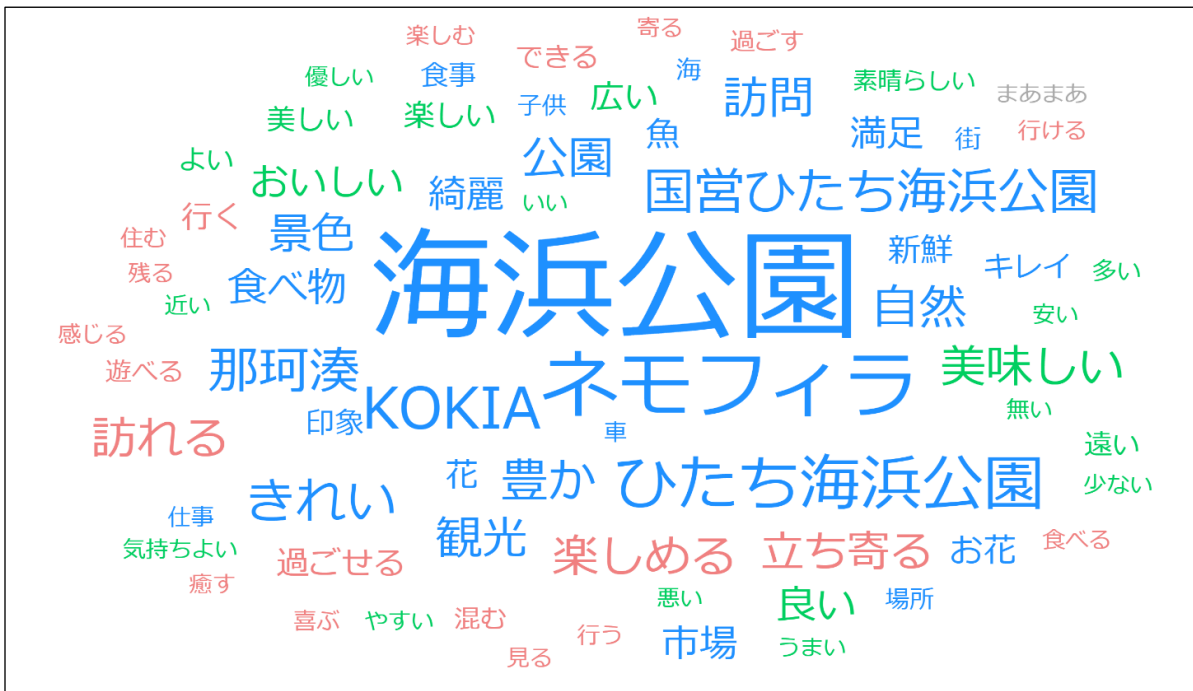 楽しむ
できる
寄る
過ごす
優しい
食事
海
素晴らしい
まあまあ
美しい
楽しい
子供
広い
訪問
満足
街
行ける
よい
おいしい
綺麗
公園
魚
いい
国営ひたち海浜公園
行く
景色
住む
残る
近い
食べ物
海浜公園
新鮮
キレイ
多い
自然
安い
感じる
遊べる
那珂湊
KOKIA
ネモフィラ
美味しい
無い
印象
車
訪れる
遠い
少ない
きれい
花
豊か
ひたち海浜公園
仕事
気持ちよい
癒す
過ごせる
観光
楽しめる
立ち寄る
お花
食べる
喜ぶ
やすい
混む
見る
行う
悪い
市場
良い
うまい
場所